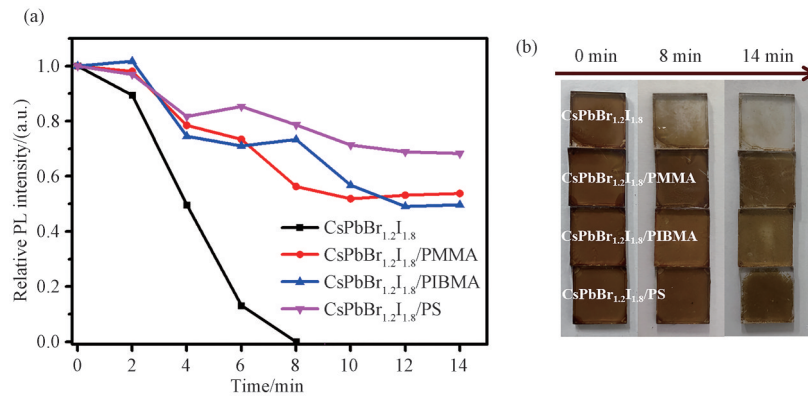 (a)
1.0
0.8
0.6
0.4
0.2
0.0
Relative PL intensity/(a.u.)
0 2 4 6 8 10 12 14
Time/min
CsPbBr₁.₂I₁.₈
CsPbBr₁.₂I₁.₈/PMMA
CsPbBr₁.₂I₁.₈/PIBMA
CsPbBr₁.₂I₁.₈/PS
(b)
0 min 8 min 14 min
CsPbBr₁.₂I₁.₈
CsPbBr₁.₂I₁.₈/PMMA
CsPbBr₁.₂I₁.₈/PIBMA
CsPbBr₁.₂I₁.₈/PS